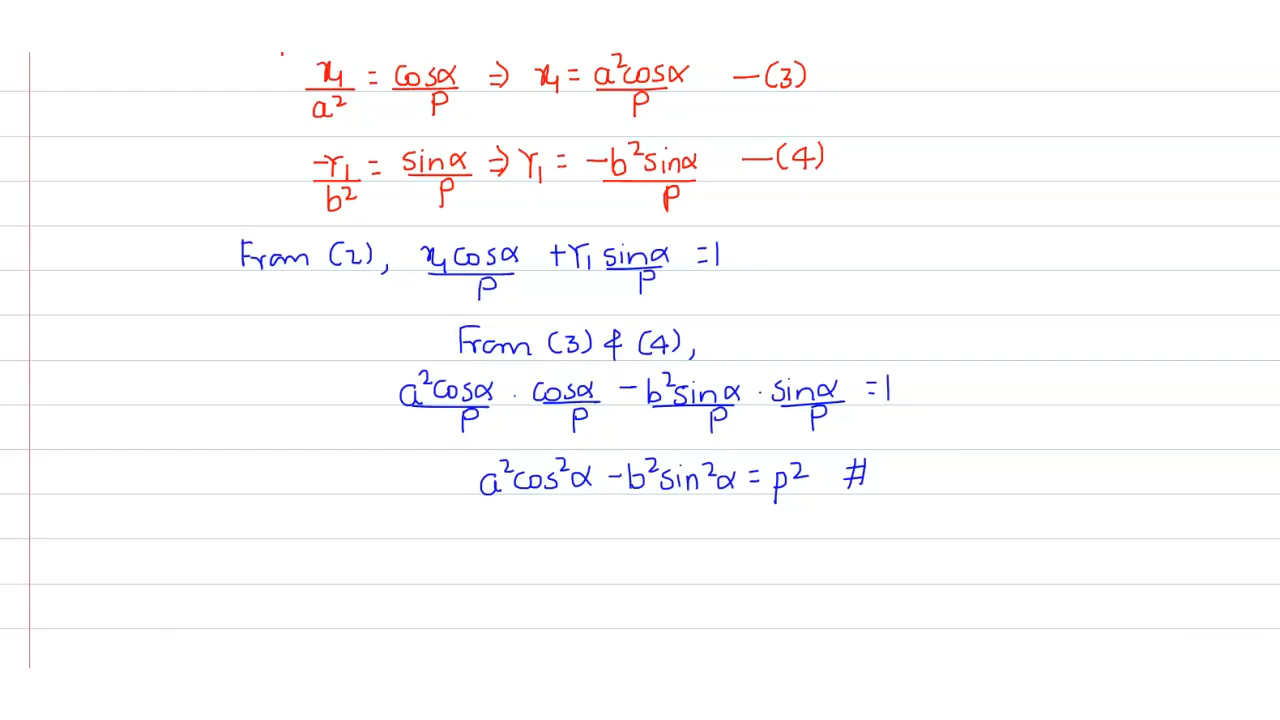 x₁/a² = cosα/P ⇒ x₁ = a²cosα/P —(3)
-Y₁/b² = sinα/P ⇒ Y₁ = -b²sinα/P —(4)
From (2), x₁cosα/P + Y₁ sinα/P = 1
From (3) & (4),
a²cosα/P · cosα/P - b²sinα/P · sinα/P = 1
a²cos²α - b²sin²α = p² #